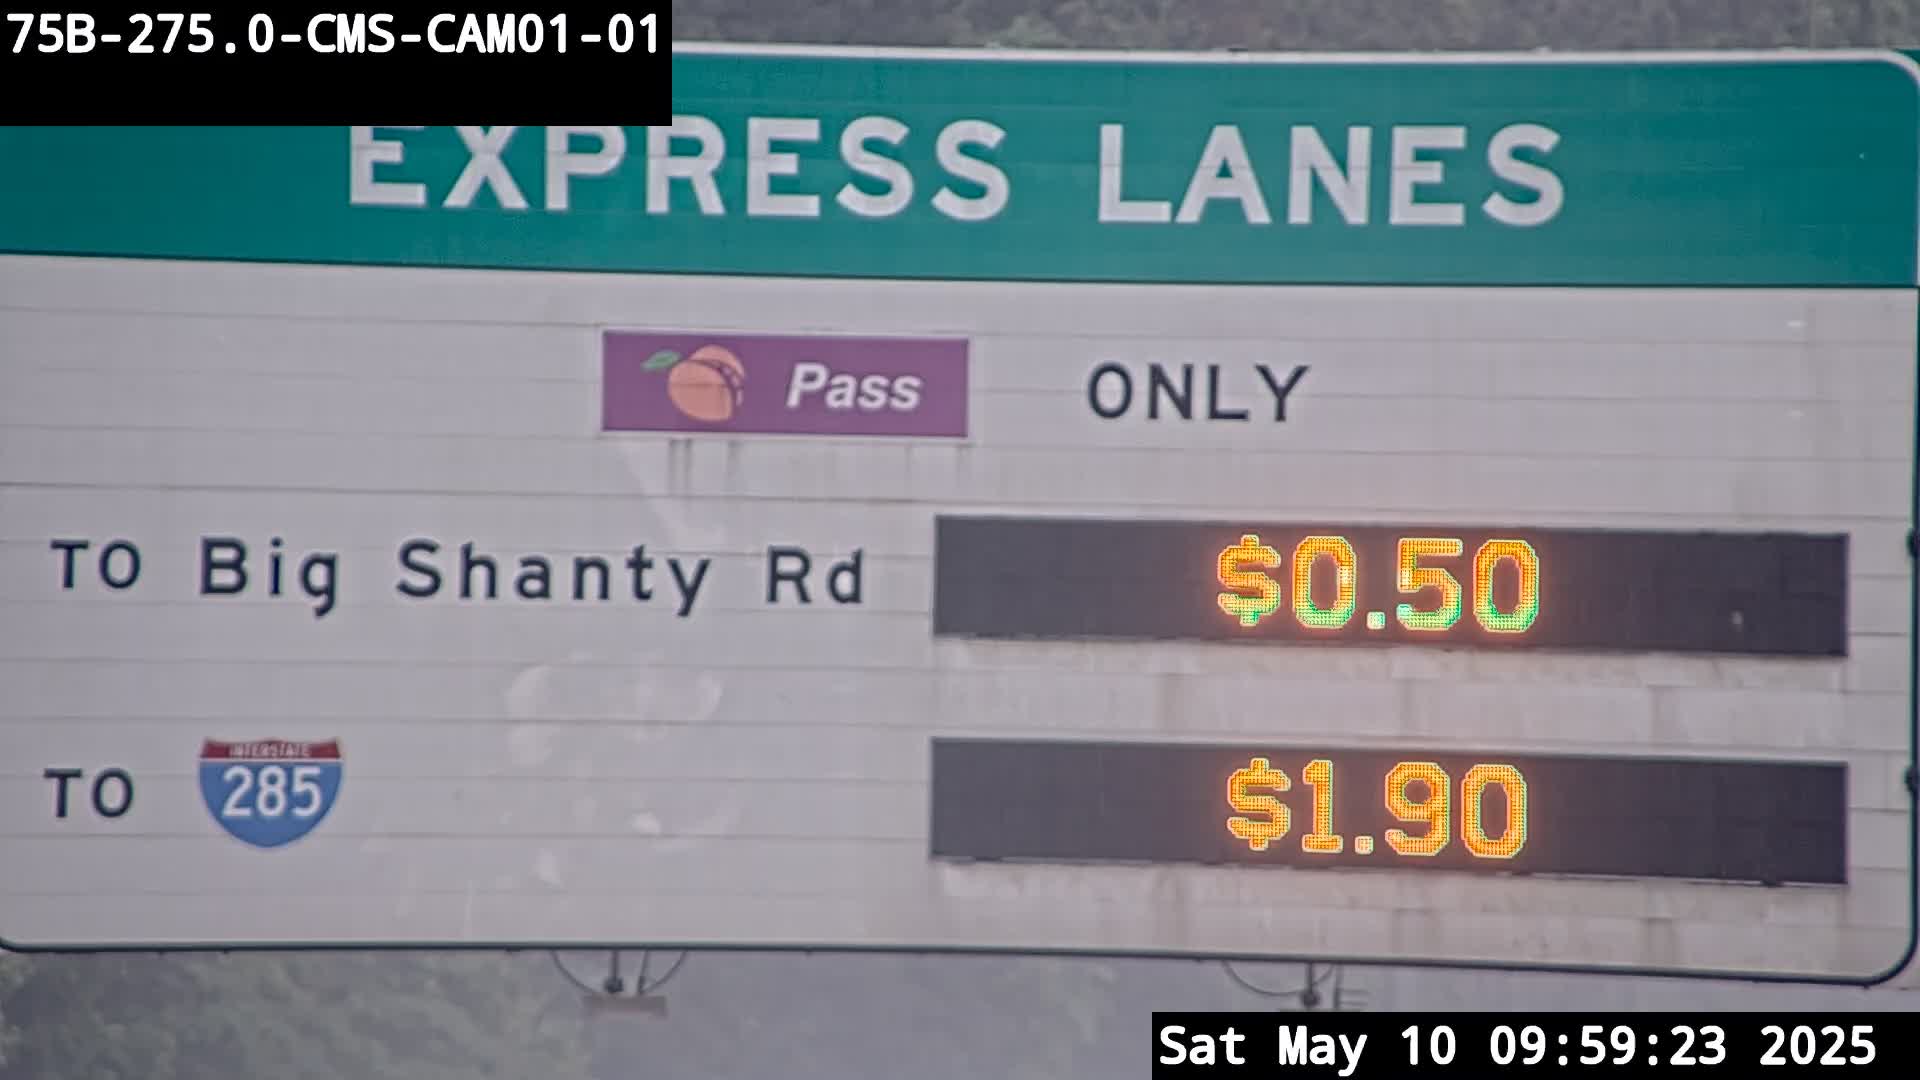 75B-275.0-CMS-CAM01-01
EXPRESS LANES
Pass ONLY
TO Big Shanty Rd $0.50
INTERSTATE
TO 285 $1.90
Sat May 10 09:59:23 2025